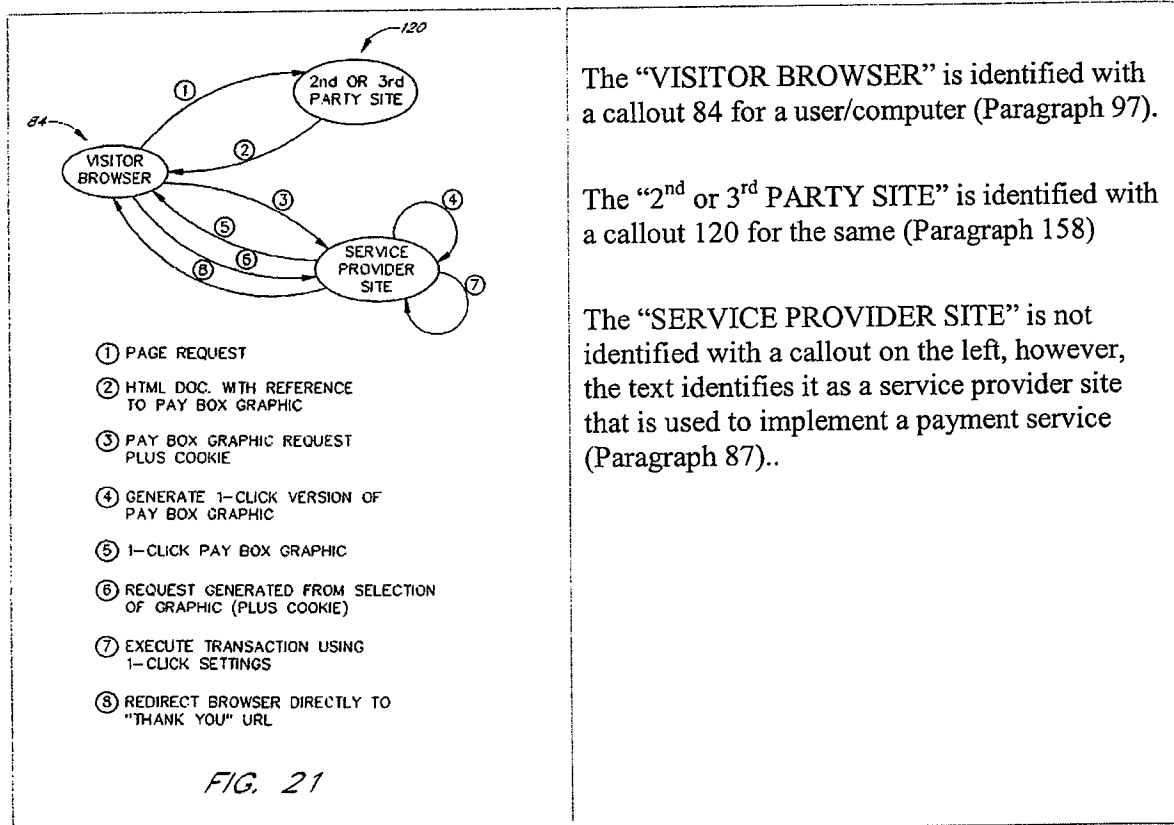 120
2nd OR 3rd
PARTY SITE
①
84
②
VISITOR
BROWSER
③
④
⑤
⑥
⑧
SERVICE
PROVIDER
SITE
⑦
① PAGE REQUEST
② HTML DOC. WITH REFERENCE
TO PAY BOX GRAPHIC
③ PAY BOX GRAPHIC REQUEST
PLUS COOKIE
④ GENERATE 1-CLICK VERSION OF
PAY BOX GRAPHIC
⑤ 1-CLICK PAY BOX GRAPHIC
⑥ REQUEST GENERATED FROM SELECTION
OF GRAPHIC (PLUS COOKIE)
⑦ EXECUTE TRANSACTION USING
1-CLICK SETTINGS
⑧ REDIRECT BROWSER DIRECTLY TO
"THANK YOU" URL
FIG. 21
The “VISITOR BROWSER” is identified with
a callout 84 for a user/computer (Paragraph 97).
The “2nd or 3rd PARTY SITE” is identified with
a callout 120 for the same (Paragraph 158)
The “SERVICE PROVIDER SITE” is not
identified with a callout on the left, however,
the text identifies it as a service provider site
that is used to implement a payment service
(Paragraph 87)..